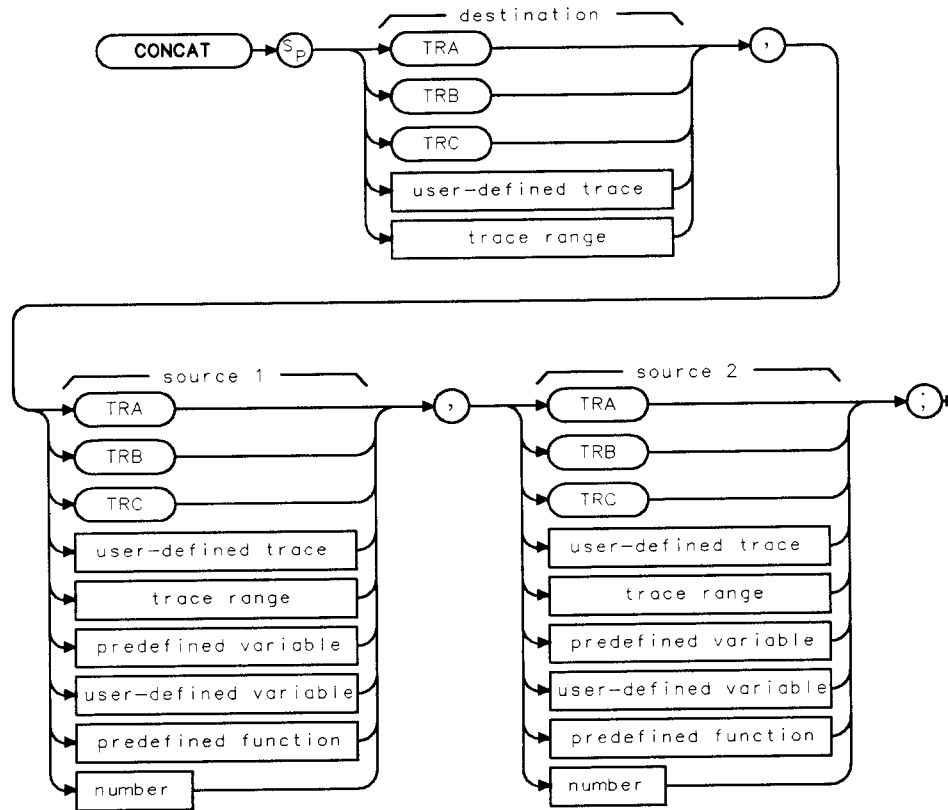 destination
CONCAT SP TRA ,
TRB
TRC
user-defined trace
trace range
source 1
TRA ,
TRB
TRC
user-defined trace
trace range
predefined variable
user-defined variable
predefined function
number
source 2
TRA ;
TRB
TRC
user-defined trace
trace range
predefined variable
user-defined variable
predefined function
number